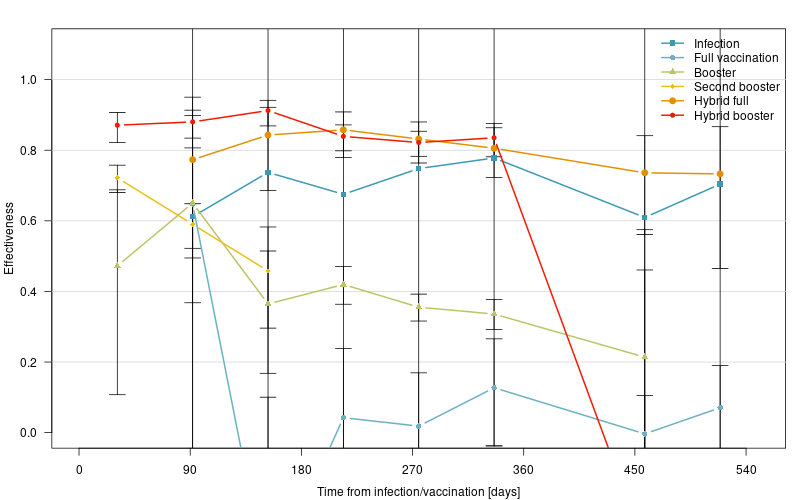 Infection
Full vaccination
Booster
Second booster
Hybrid full
Hybrid booster
1.0
0.8
0.6
0.4
0.2
0.0
Effectiveness
0 90 180 270 360 450 540
Time from infection/vaccination [days]